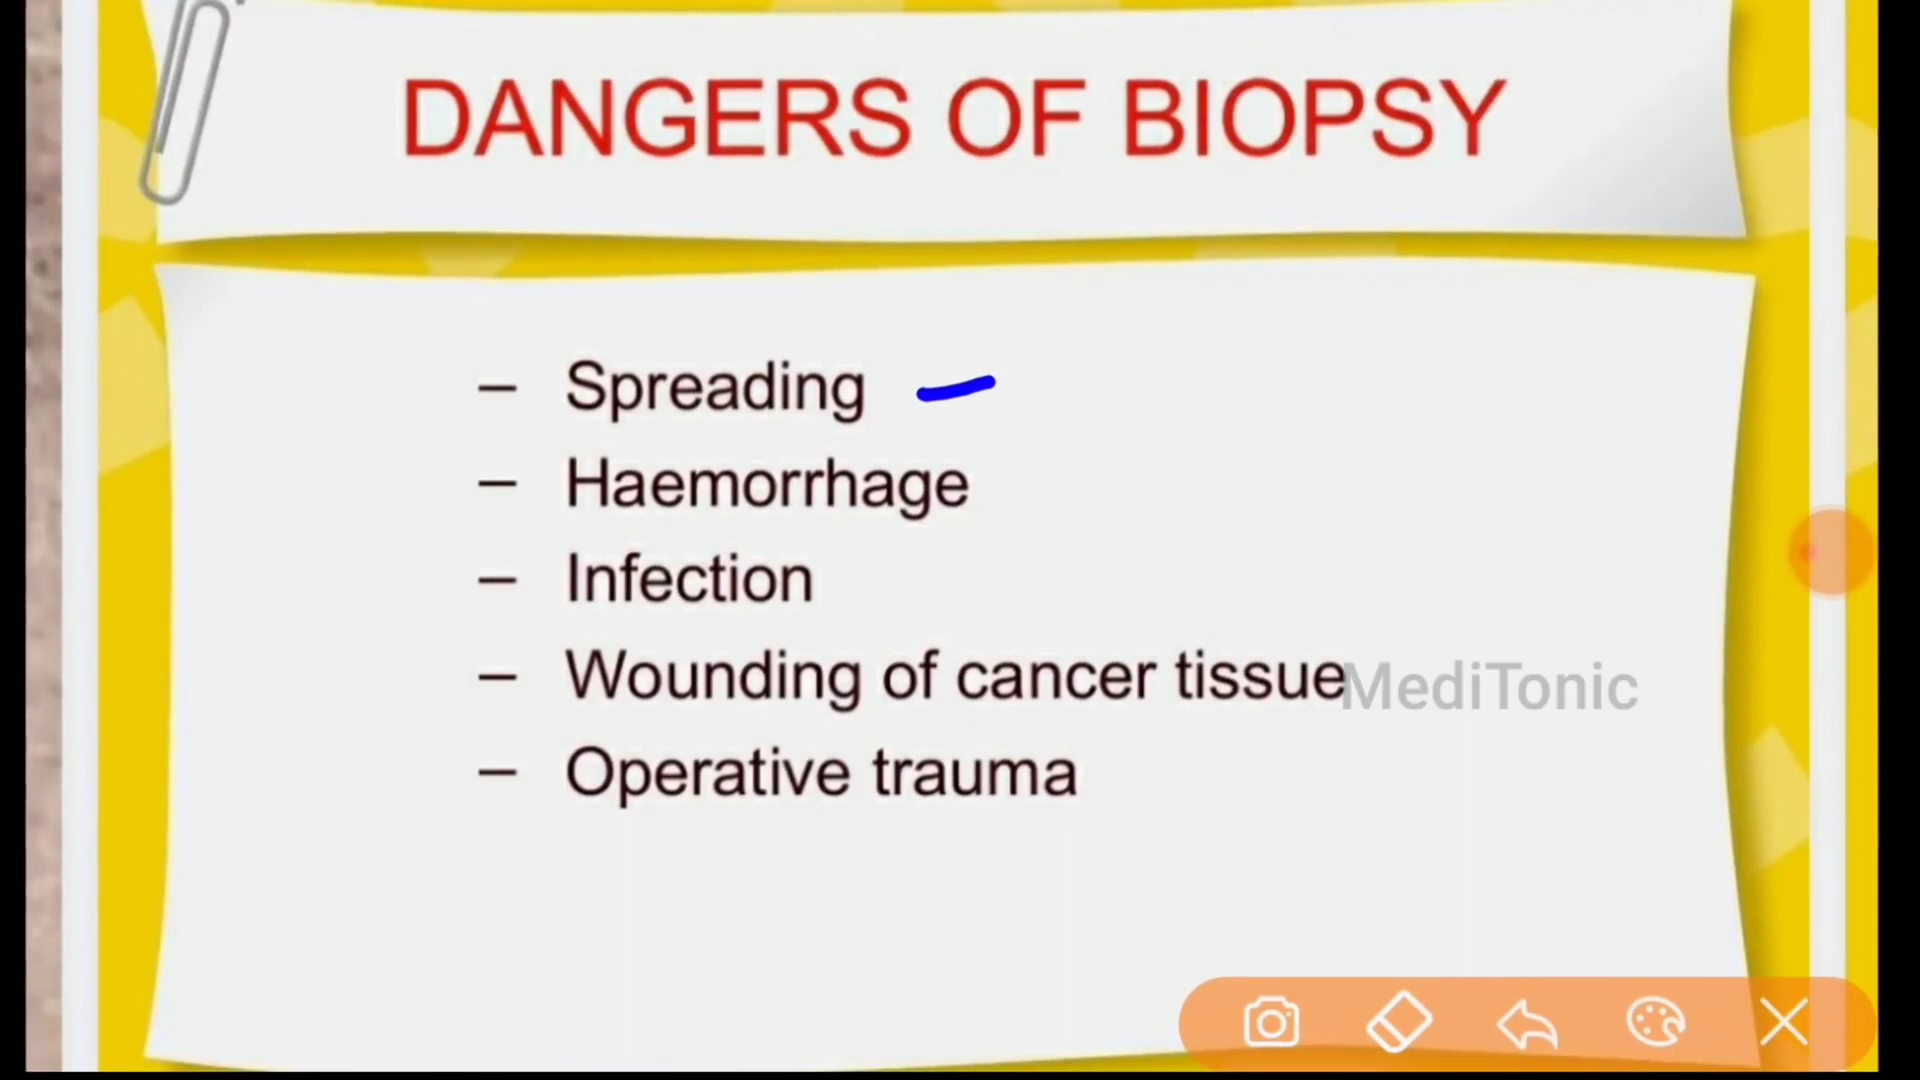 DANGERS OF BIOPSY
– Spreading
– Haemorrhage
– Infection
– Wounding of cancer tissue
MediTonic
– Operative trauma